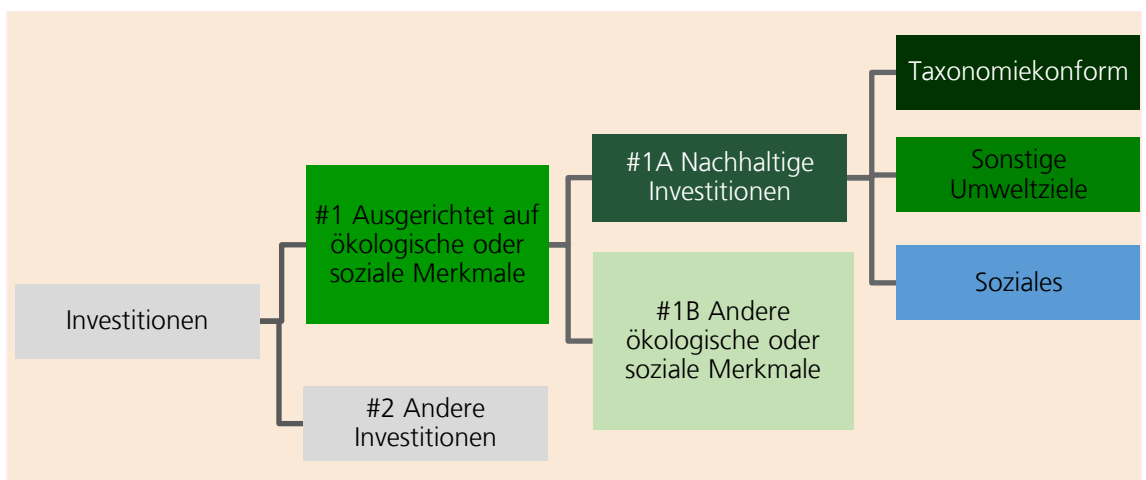 Investitionen
#1 Ausgerichtet auf
ökologische oder
soziale Merkmale
#2 Andere
Investitionen
#1A Nachhaltige
Investitionen
#1B Andere
ökologische oder
soziale Merkmale
Taxonomiekonform
Sonstige
Umweltziele
Soziales